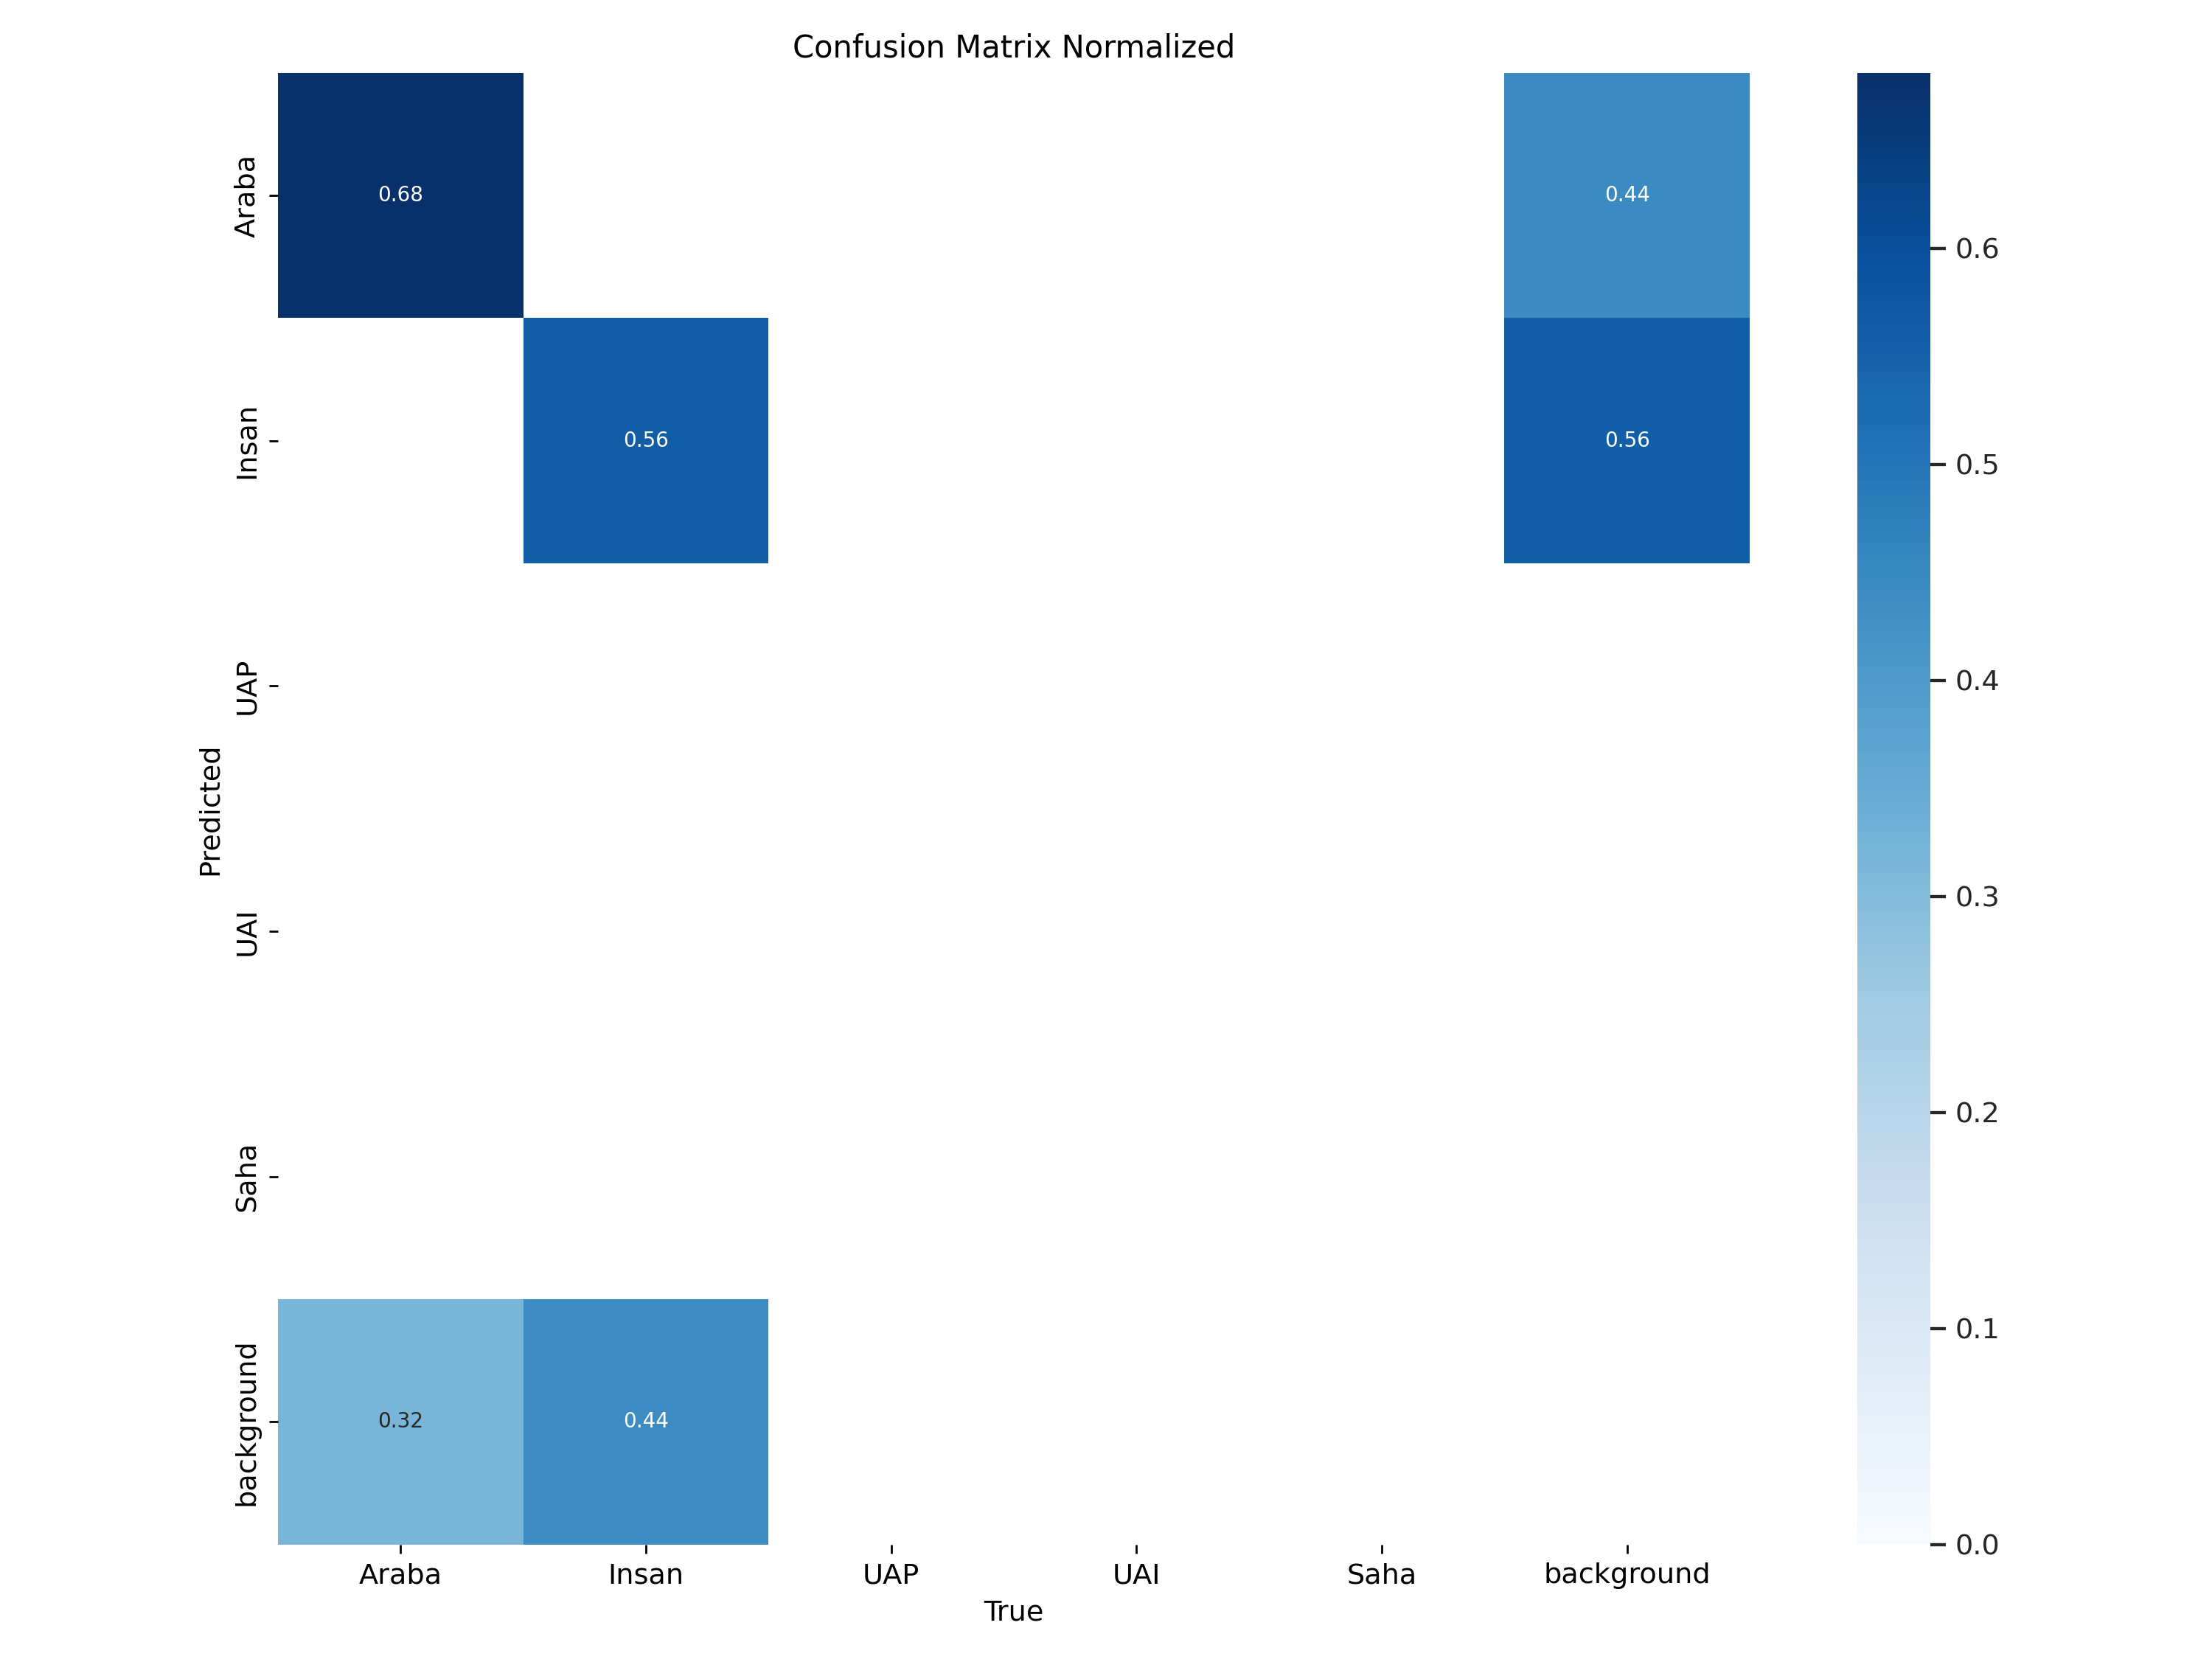 Confusion Matrix Normalized
Araba
0.68
0.44
0.6
Insan
0.56
0.56
0.5
UAP
0.4
Predicted
UAI
0.3
Saha
0.2
background
0.32
0.44
0.1
0.0
Araba
Insan
UAP
UAI
Saha
background
True